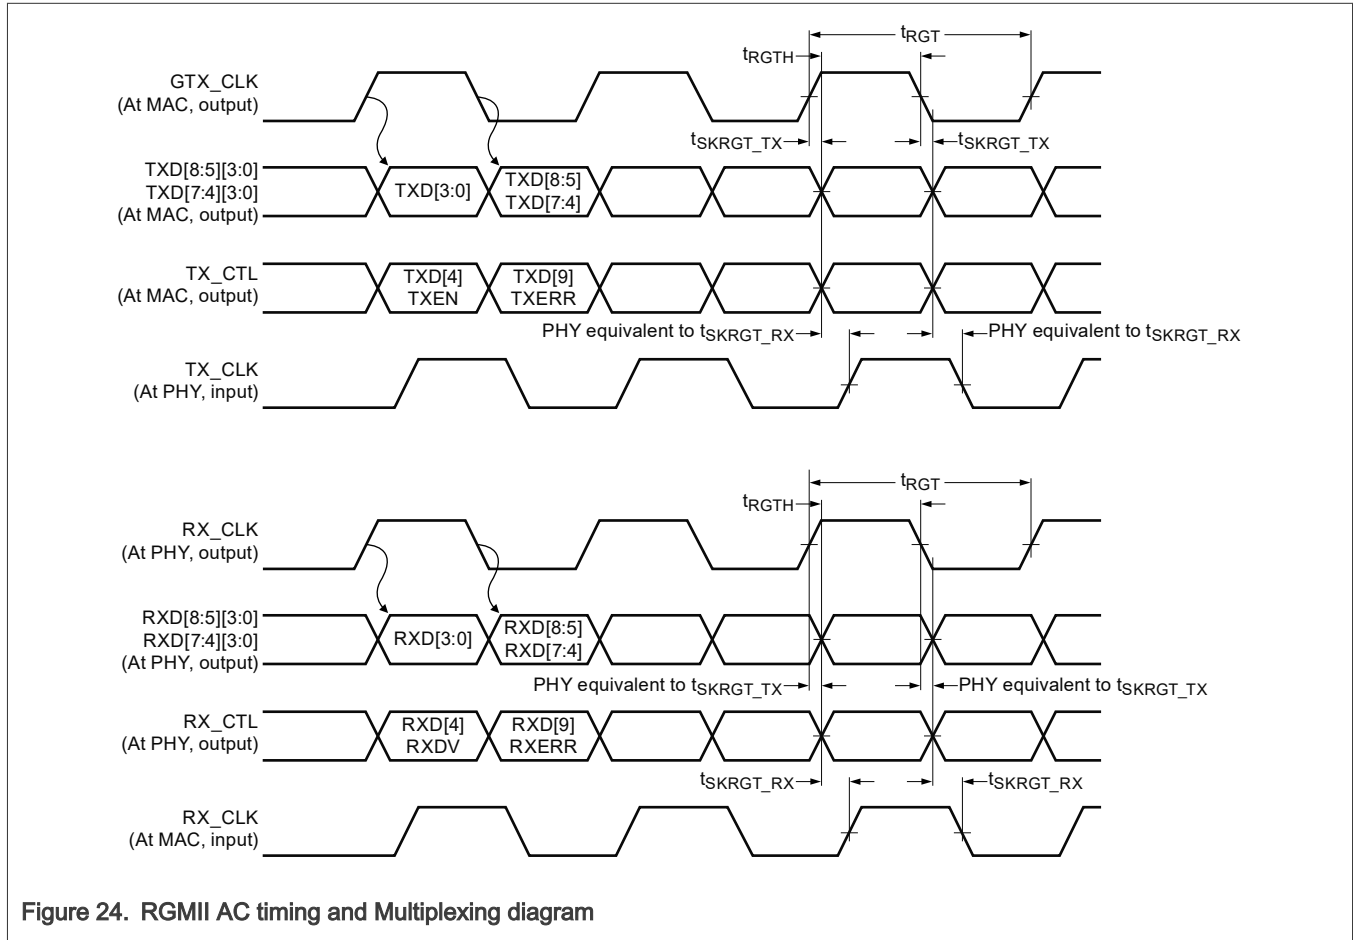 tRGT
tRGTH
GTX_CLK
(At MAC, output)
tSKRGT_TX
tSKRGT_TX
TXD[8:5][3:0]
TXD[7:4][3:0]
(At MAC, output)
TXD[3:0]
TXD[8:5]
TXD[7:4]
TX_CTL
(At MAC, output)
TXD[4]
TXEN
TXD[9]
TXERR
PHY equivalent to tSKRGT_RX
PHY equivalent to tSKRGT_RX
TX_CLK
(At PHY, input)
tRGT
tRGTH
RX_CLK
(At PHY, output)
RXD[8:5][3:0]
RXD[7:4][3:0]
(At PHY, output)
RXD[3:0]
RXD[8:5]
RXD[7:4]
PHY equivalent to tSKRGT_TX
PHY equivalent to tSKRGT_TX
RX_CTL
(At PHY, output)
RXD[4]
RXDV
RXD[9]
RXERR
tSKRGT_RX
tSKRGT_RX
RX_CLK
(At MAC, input)
Figure 24. RGMII AC timing and Multiplexing diagram